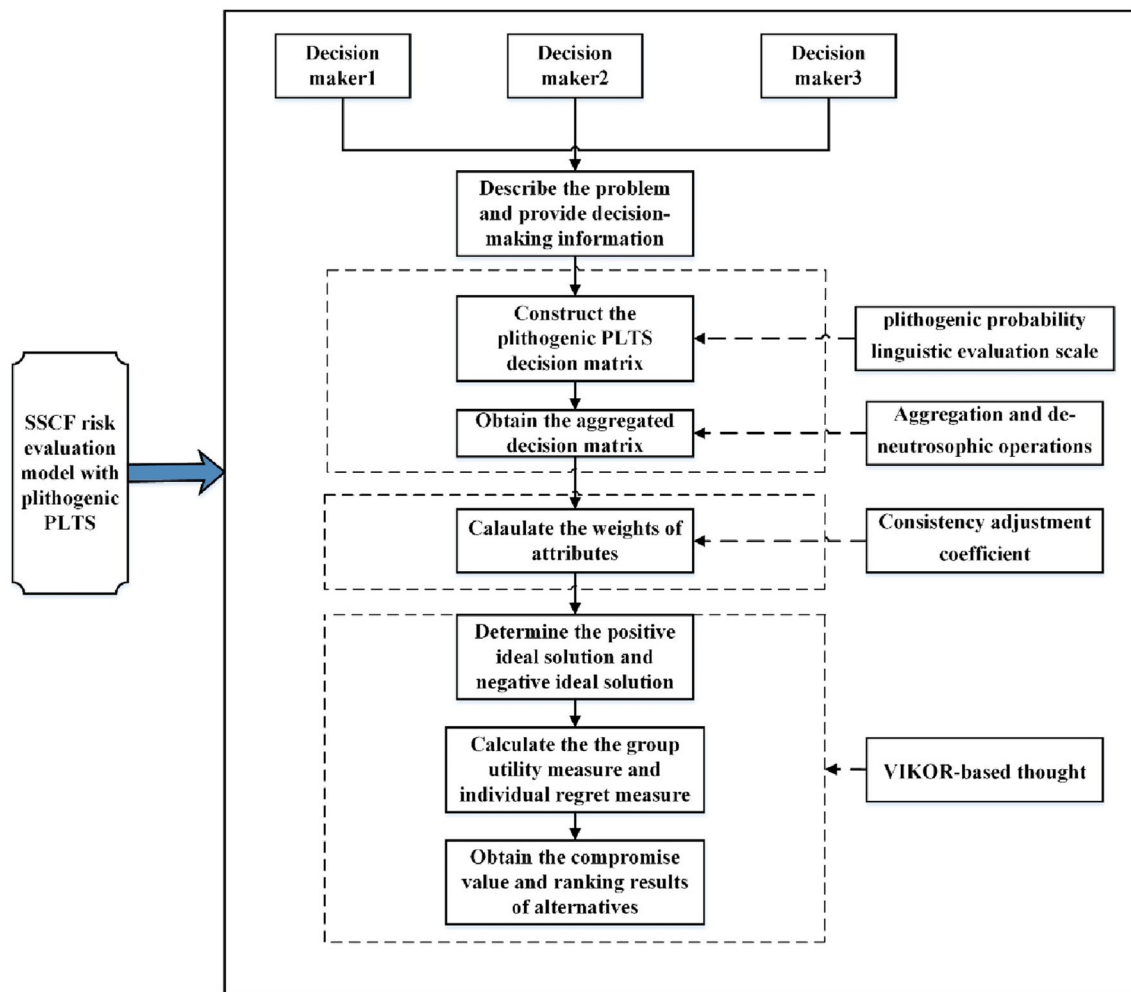 Decision
maker1
Decision
maker2
Decision
maker3
Describe the problem
and provide decision-
making information
Construct the
plithogenic PLTS
decision matrix
plithogenic probability
linguistic evaluation scale
Obtain the aggregated
decision matrix
Aggregation and de-
neutrosophic operations
SSCF risk
evaluation
model with
plithogenic
PLTS
Calaulate the weights of
attributes
Consistency adjustment
coefficient
Determine the positive
ideal solution and
negative ideal solution
Calculate the the group
utility measure and
individual regret measure
VIKOR-based thought
Obtain the compromise
value and ranking results
of alternatives